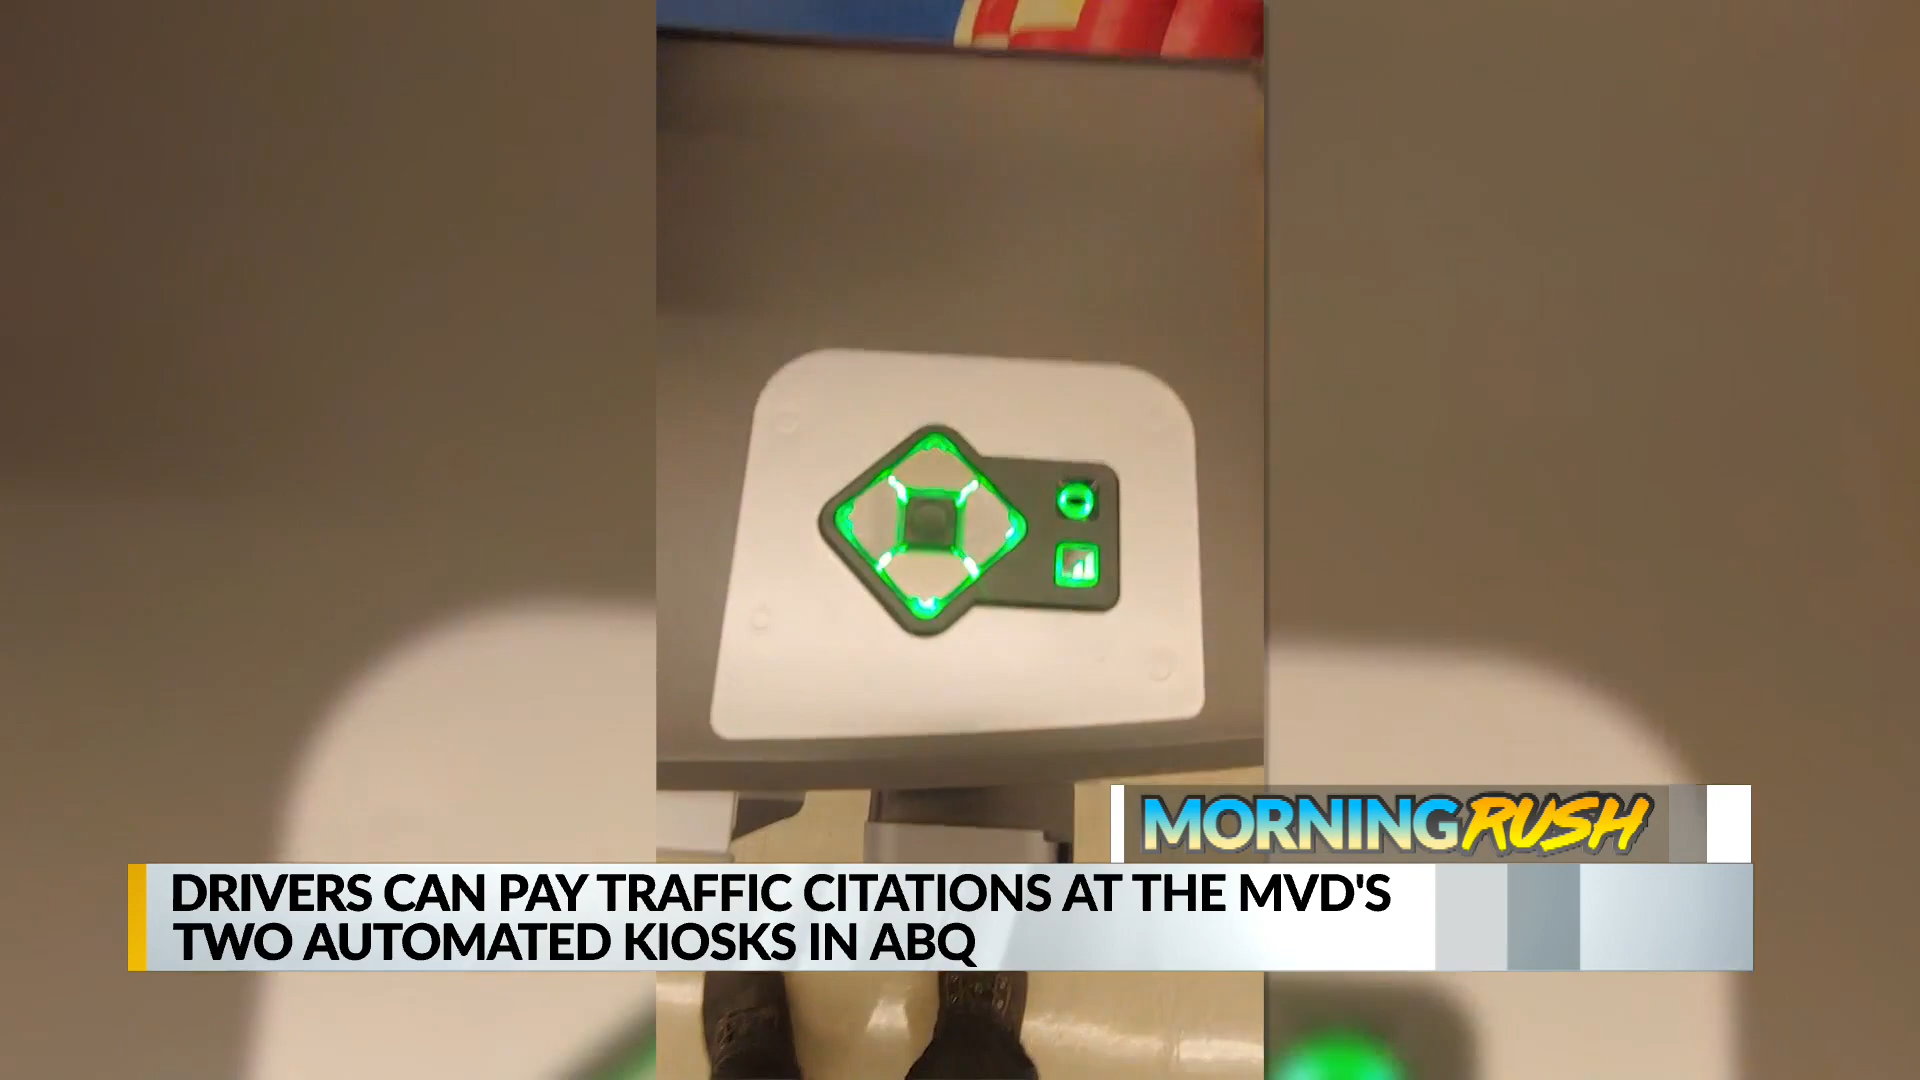 MORNING RUSH
DRIVERS CAN PAY TRAFFIC CITATIONS AT THE MVD'S
TWO AUTOMATED KIOSKS IN ABQ